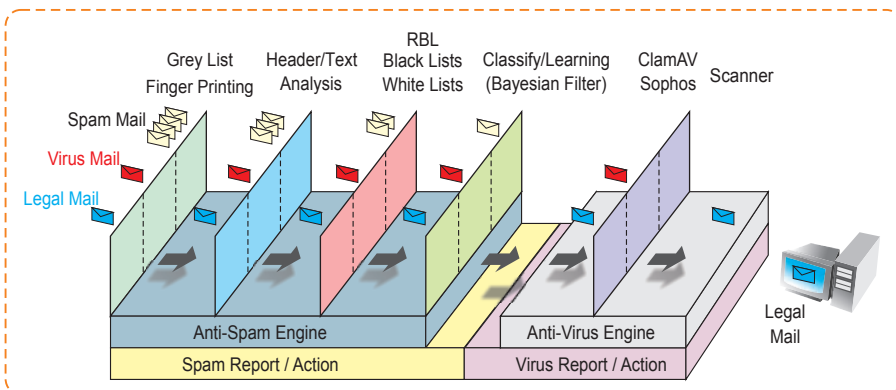 Grey List
Finger Printing
Header/Text
Analysis
RBL
Black Lists
White Lists
Classify/Learning
(Bayesian Filter)
ClamAV
Sophos
Scanner
Spam Mail
Virus Mail
Legal Mail
Anti-Spam Engine
Anti-Virus Engine
Spam Report / Action
Virus Report / Action
Legal
Mail